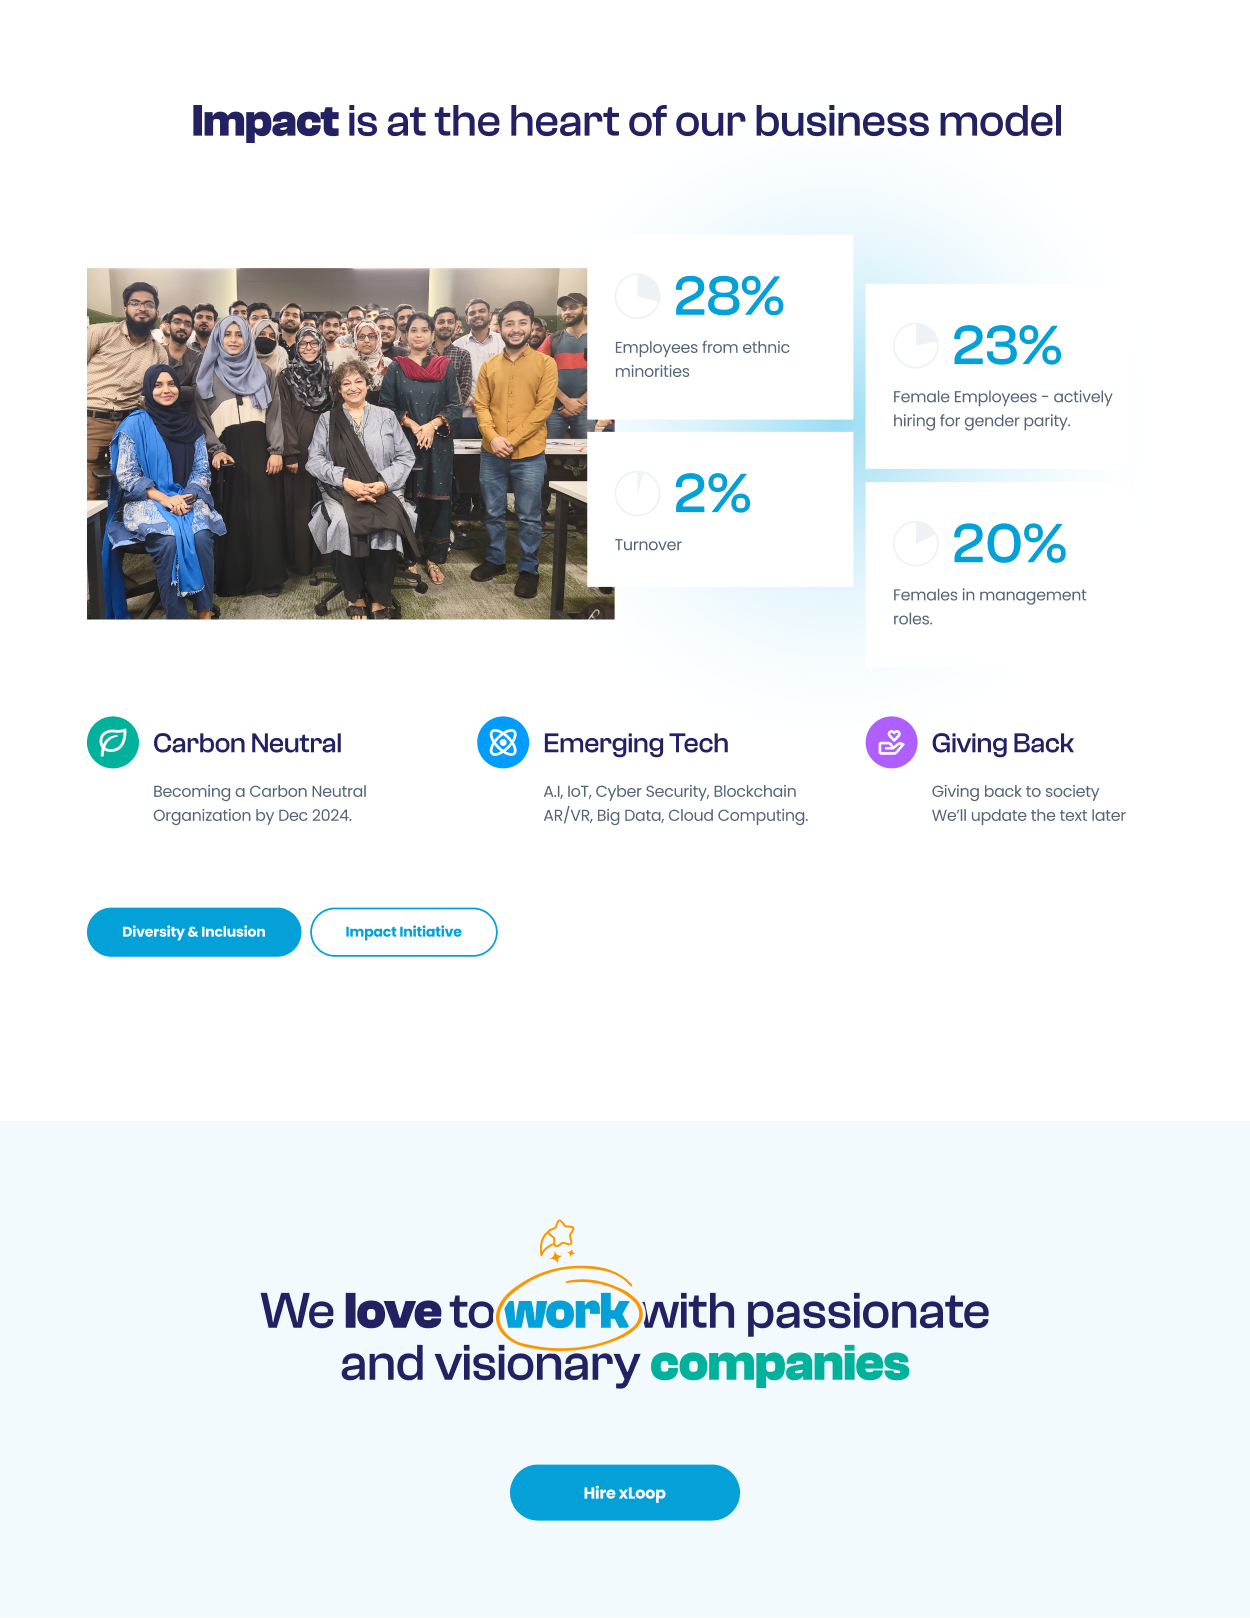 Impact is at the heart of our business model
28%
Employees from ethnic
minorities
23%
Female Employees - actively
hiring for gender parity.
2%
Turnover
20%
Females in management
roles.
Carbon Neutral
Becoming a Carbon Neutral
Organization by Dec 2024.
Emerging Tech
A.I, IoT, Cyber Security, Blockchain
AR/VR, Big Data, Cloud Computing.
Giving Back
Giving back to society
We’ll update the text later
Diversity & Inclusion
Impact Initiative
We love to work with passionate
and visionary companies
Hire xLoop